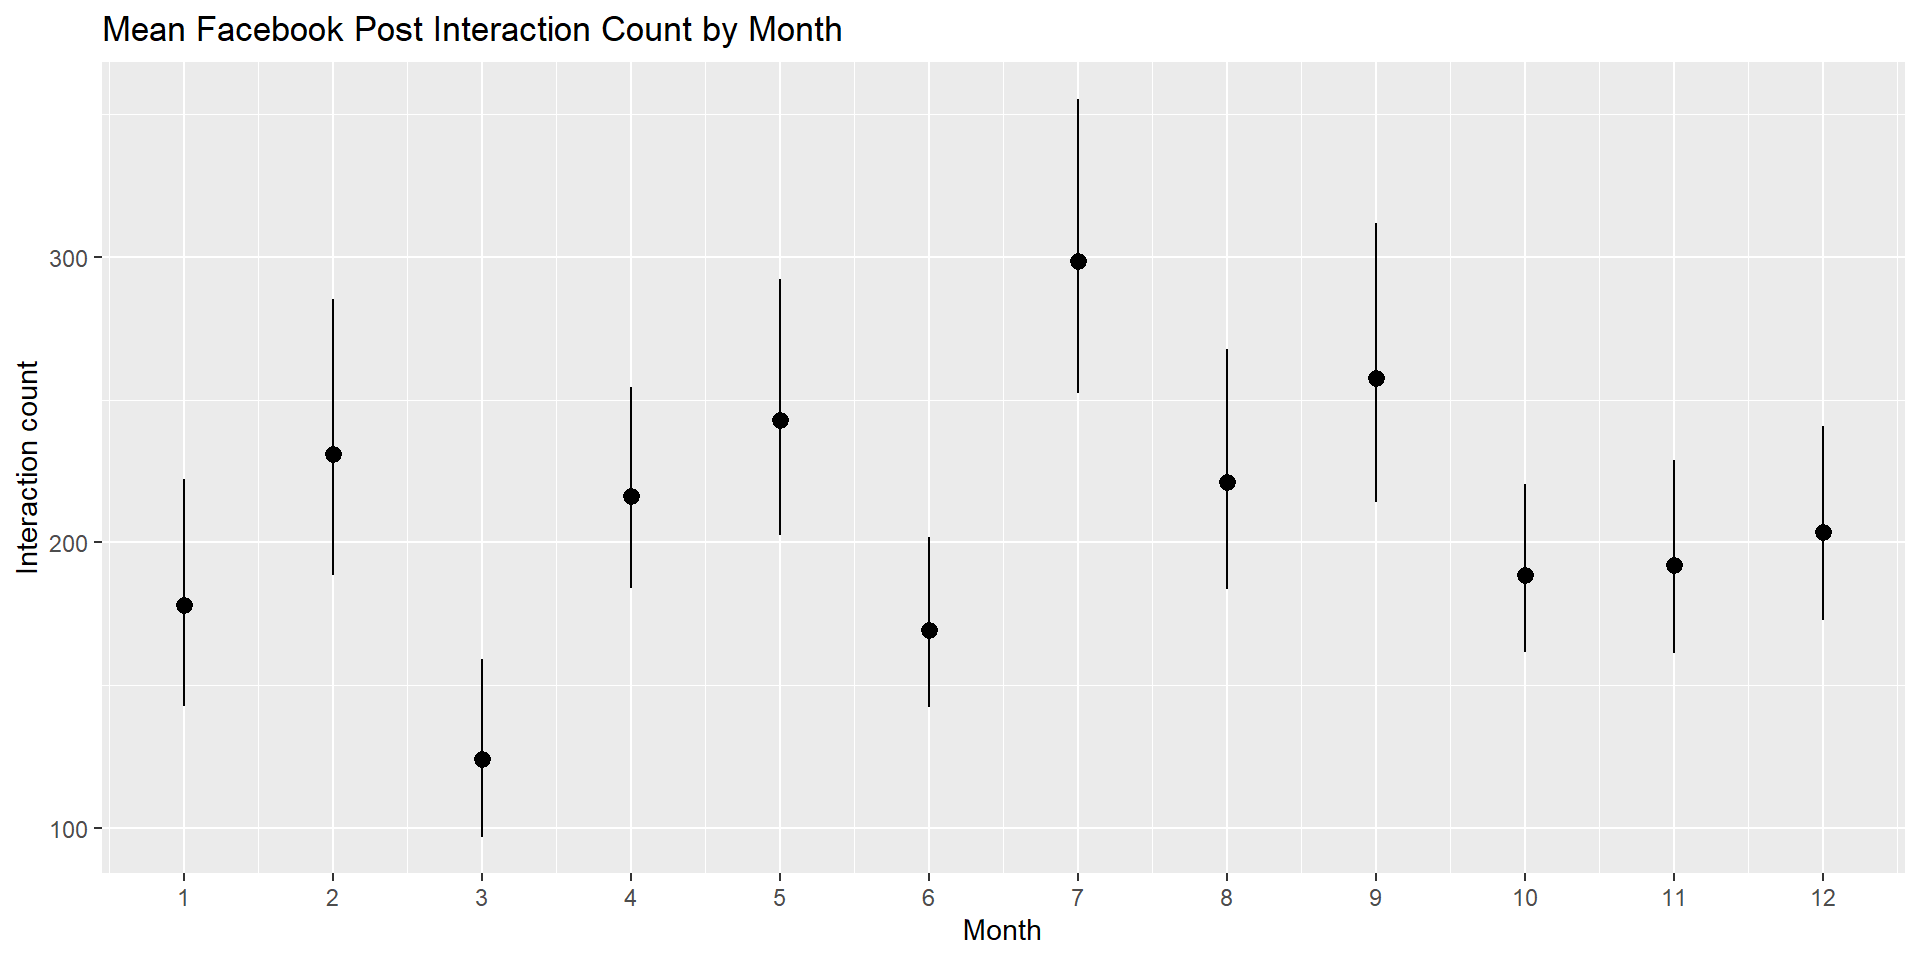 Mean Facebook Post Interaction Count by Month
Interaction count
300
200
100
1 2 3 4 5 6 7 8 9 10 11 12
Month